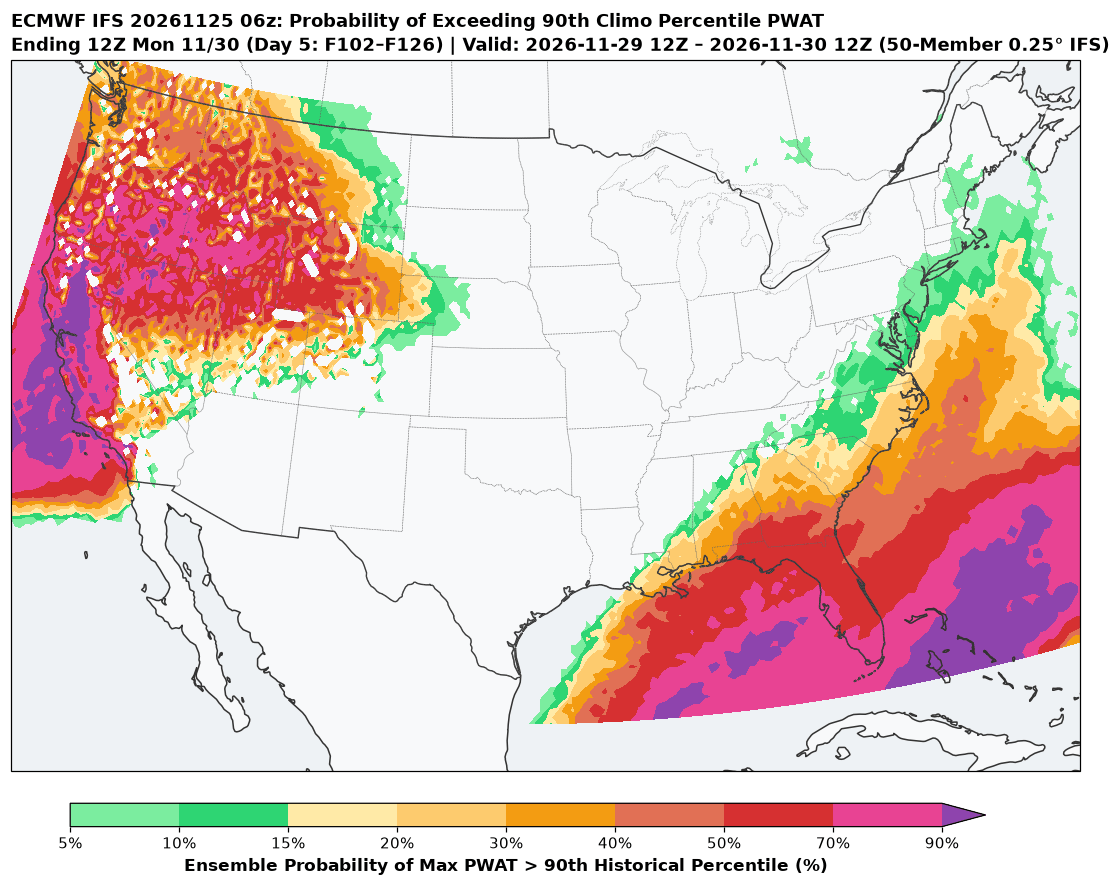 ECMWF IFS 20261125 06z: Probability of Exceeding 90th Climo Percentile PWAT
Ending 12Z Mon 11/30 (Day 5: F102–F126) | Valid: 2026-11-29 12Z – 2026-11-30 12Z (50-Member 0.25° IFS)
5% 10% 15% 20% 30% 40% 50% 70% 90%
Ensemble Probability of Max PWAT > 90th Historical Percentile (%)